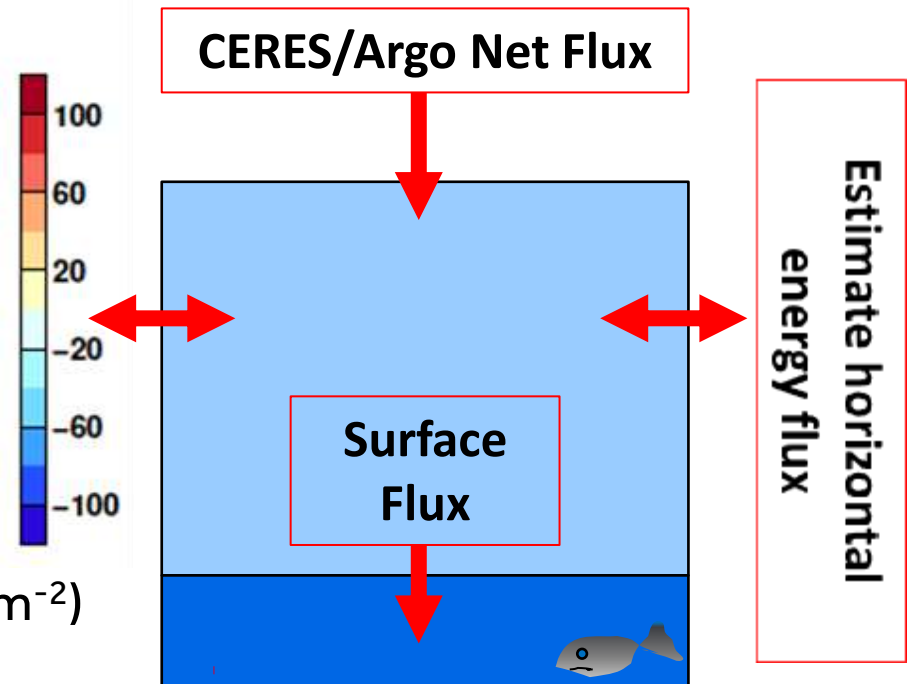 CERES/Argo Net Flux
100
60
20
−20
−60
−100
m⁻²)
Surface
Flux
Estimate horizontal
energy flux